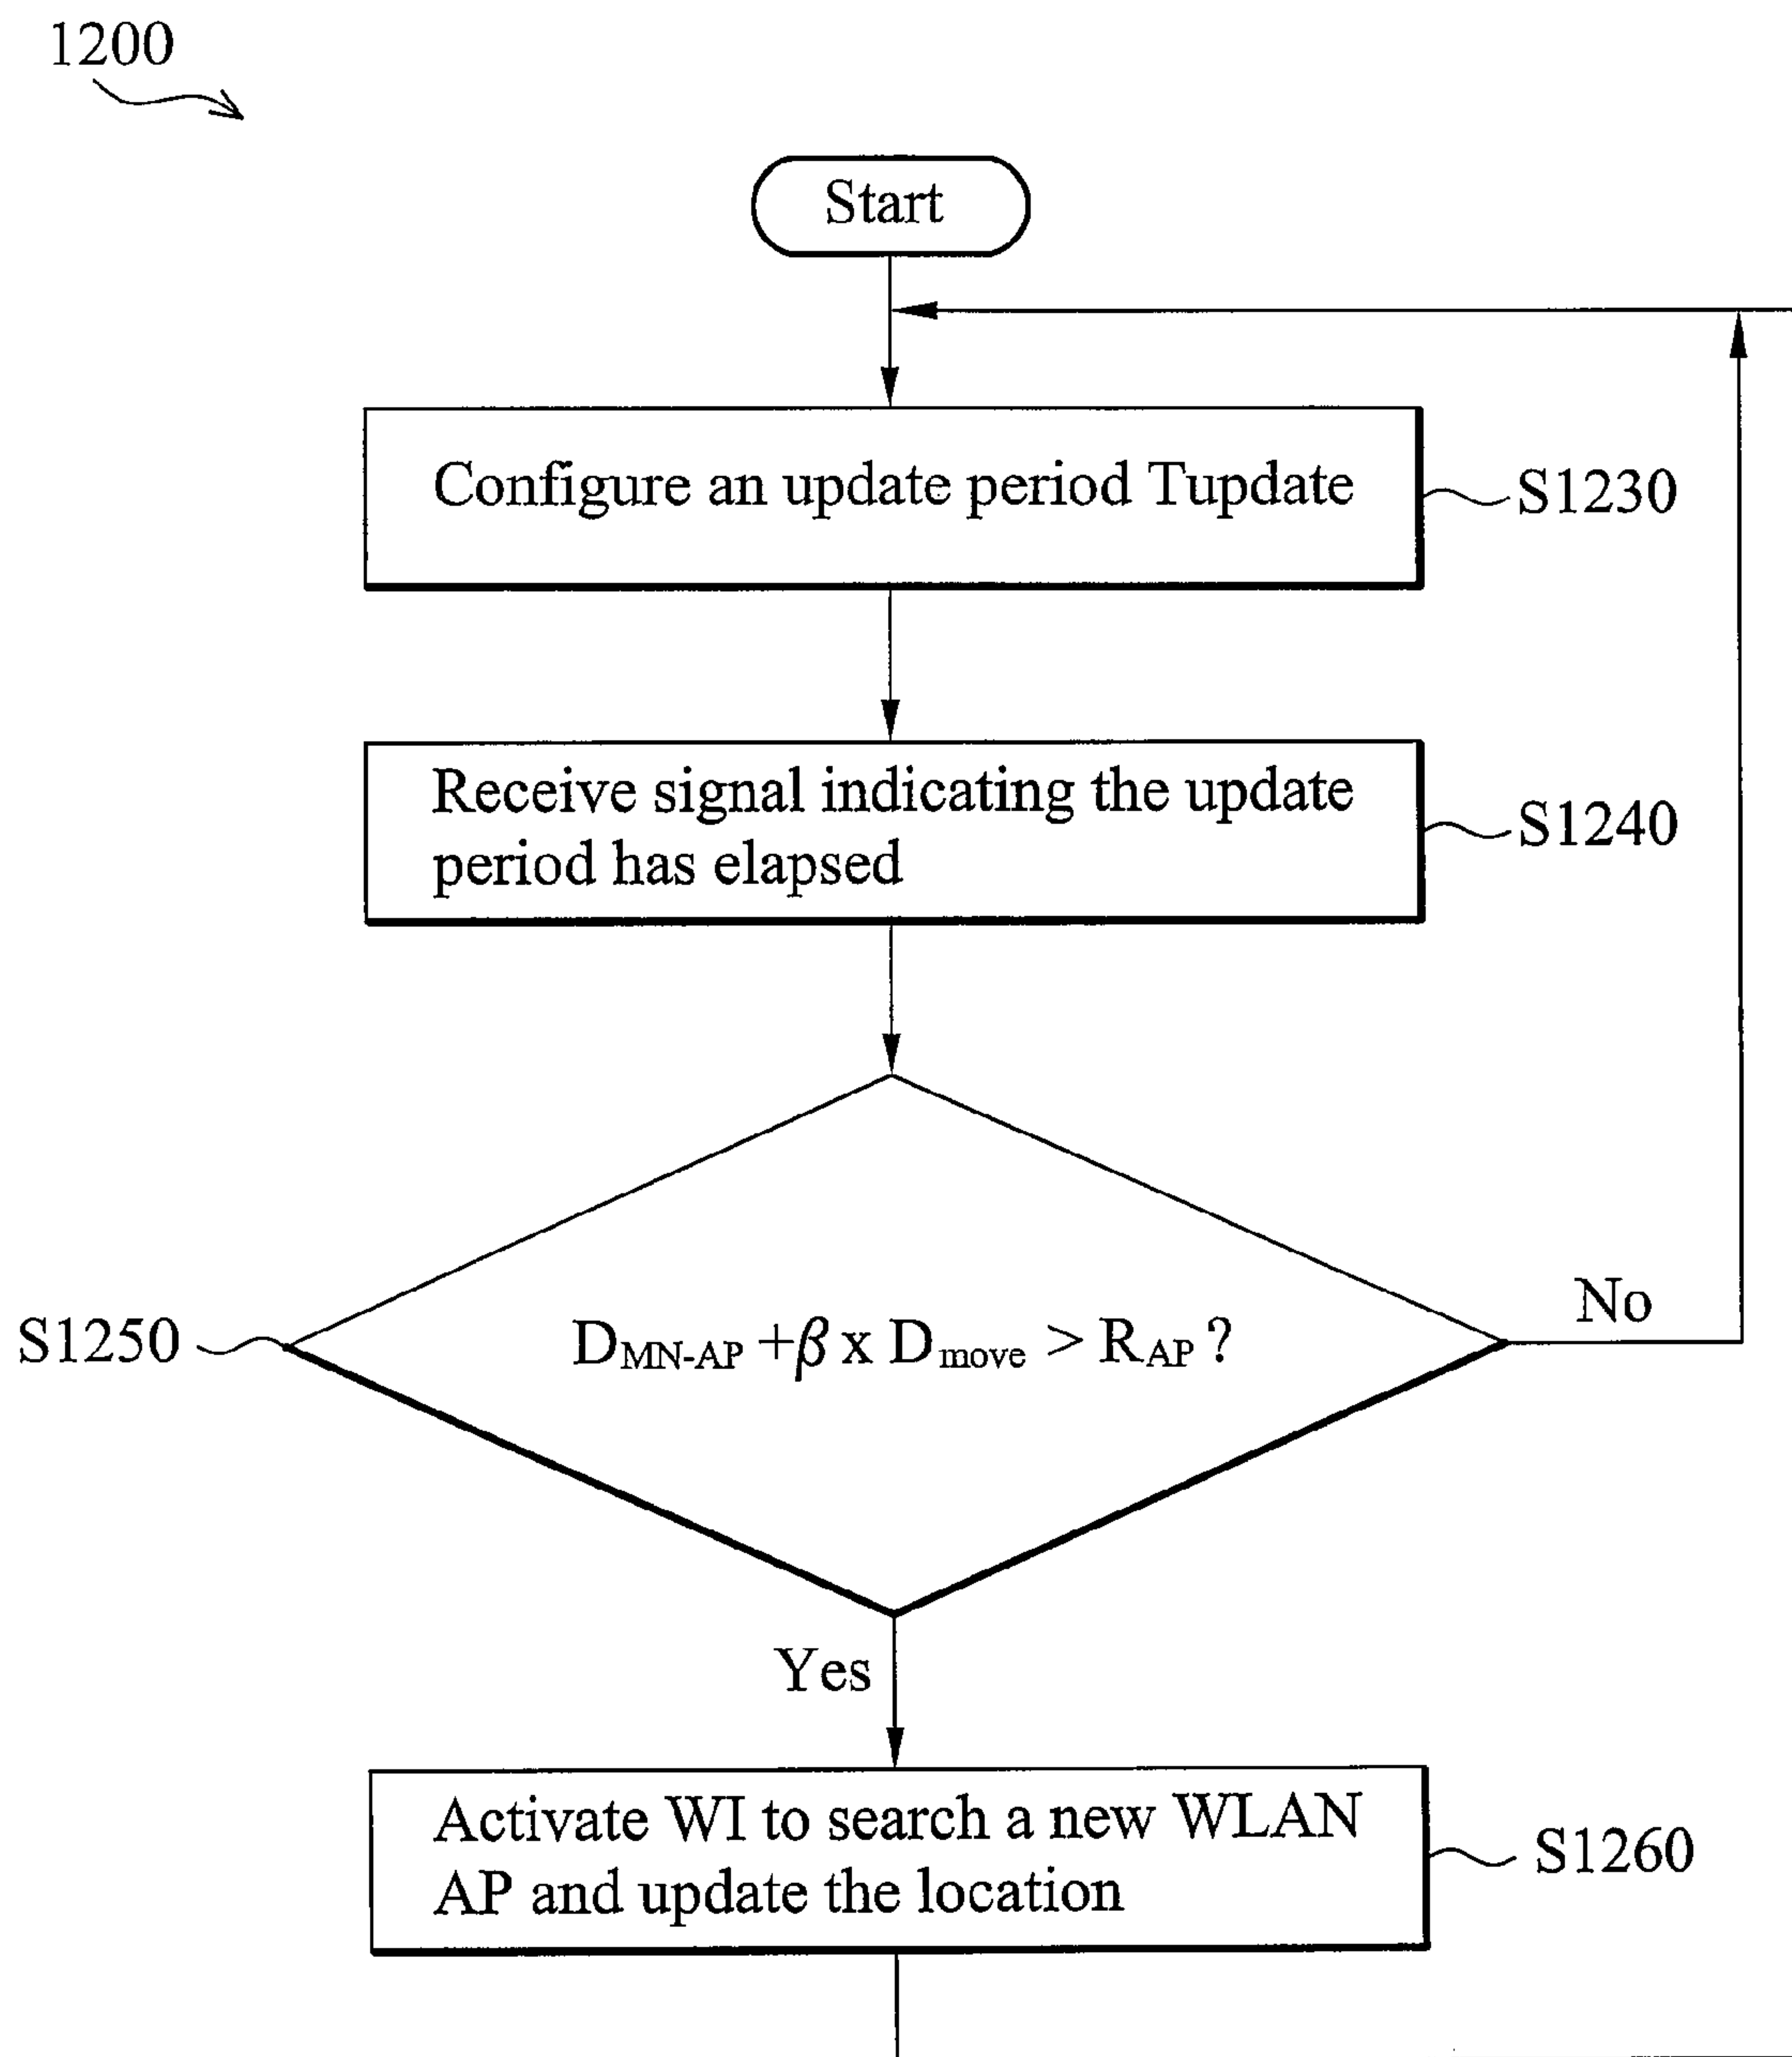 1200
Start
Configure an update period Tupdate
S1230
Receive signal indicating the update
period has elapsed
S1240
S1250
DMN-AP +β x Dmove > RAP ?
No
Yes
Activate WI to search a new WLAN
AP and update the location
S1260